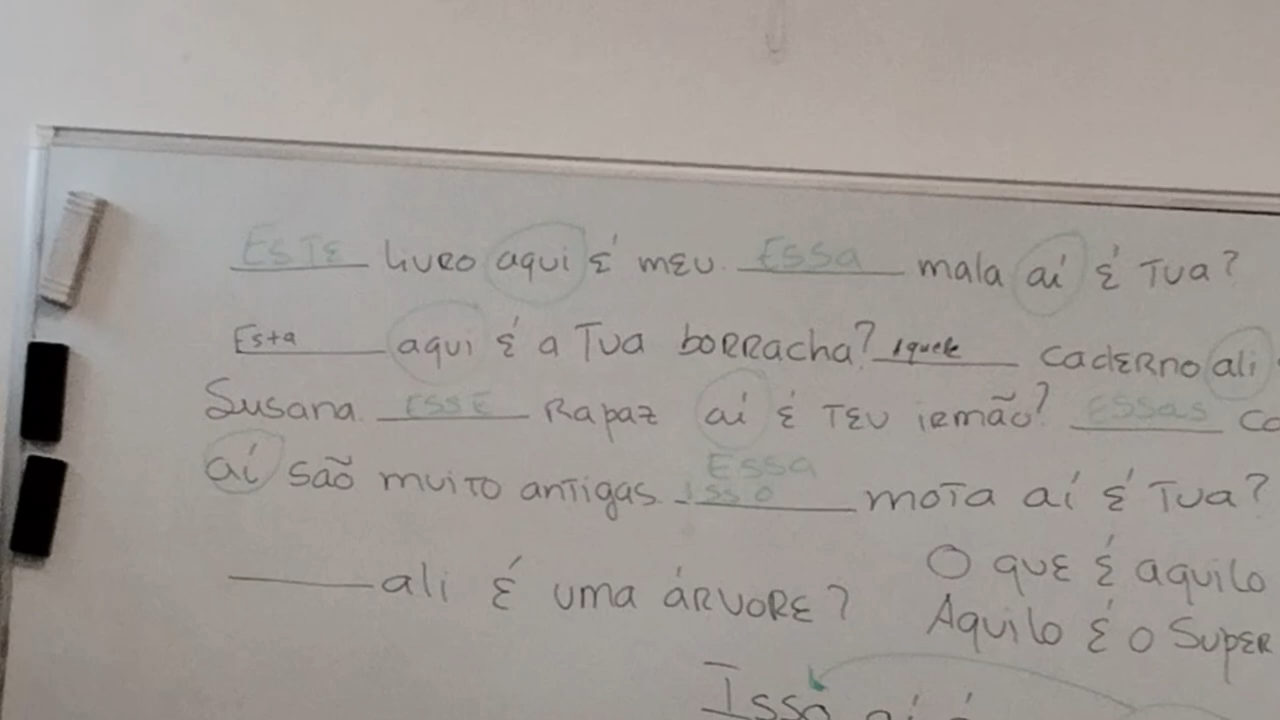 ESTE livro aqui é meu. ESSA mala aí é tua?
Esta aqui é a tua borracha? aquele caderno ali
Susana. ESSE rapaz aí é teu irmão? ESSAS
aí são muito antigas. Isso Essa mota aí é tua?
____ ali é uma árvore?
O que é aquilo
Aquilo é o Super
Isso aí é